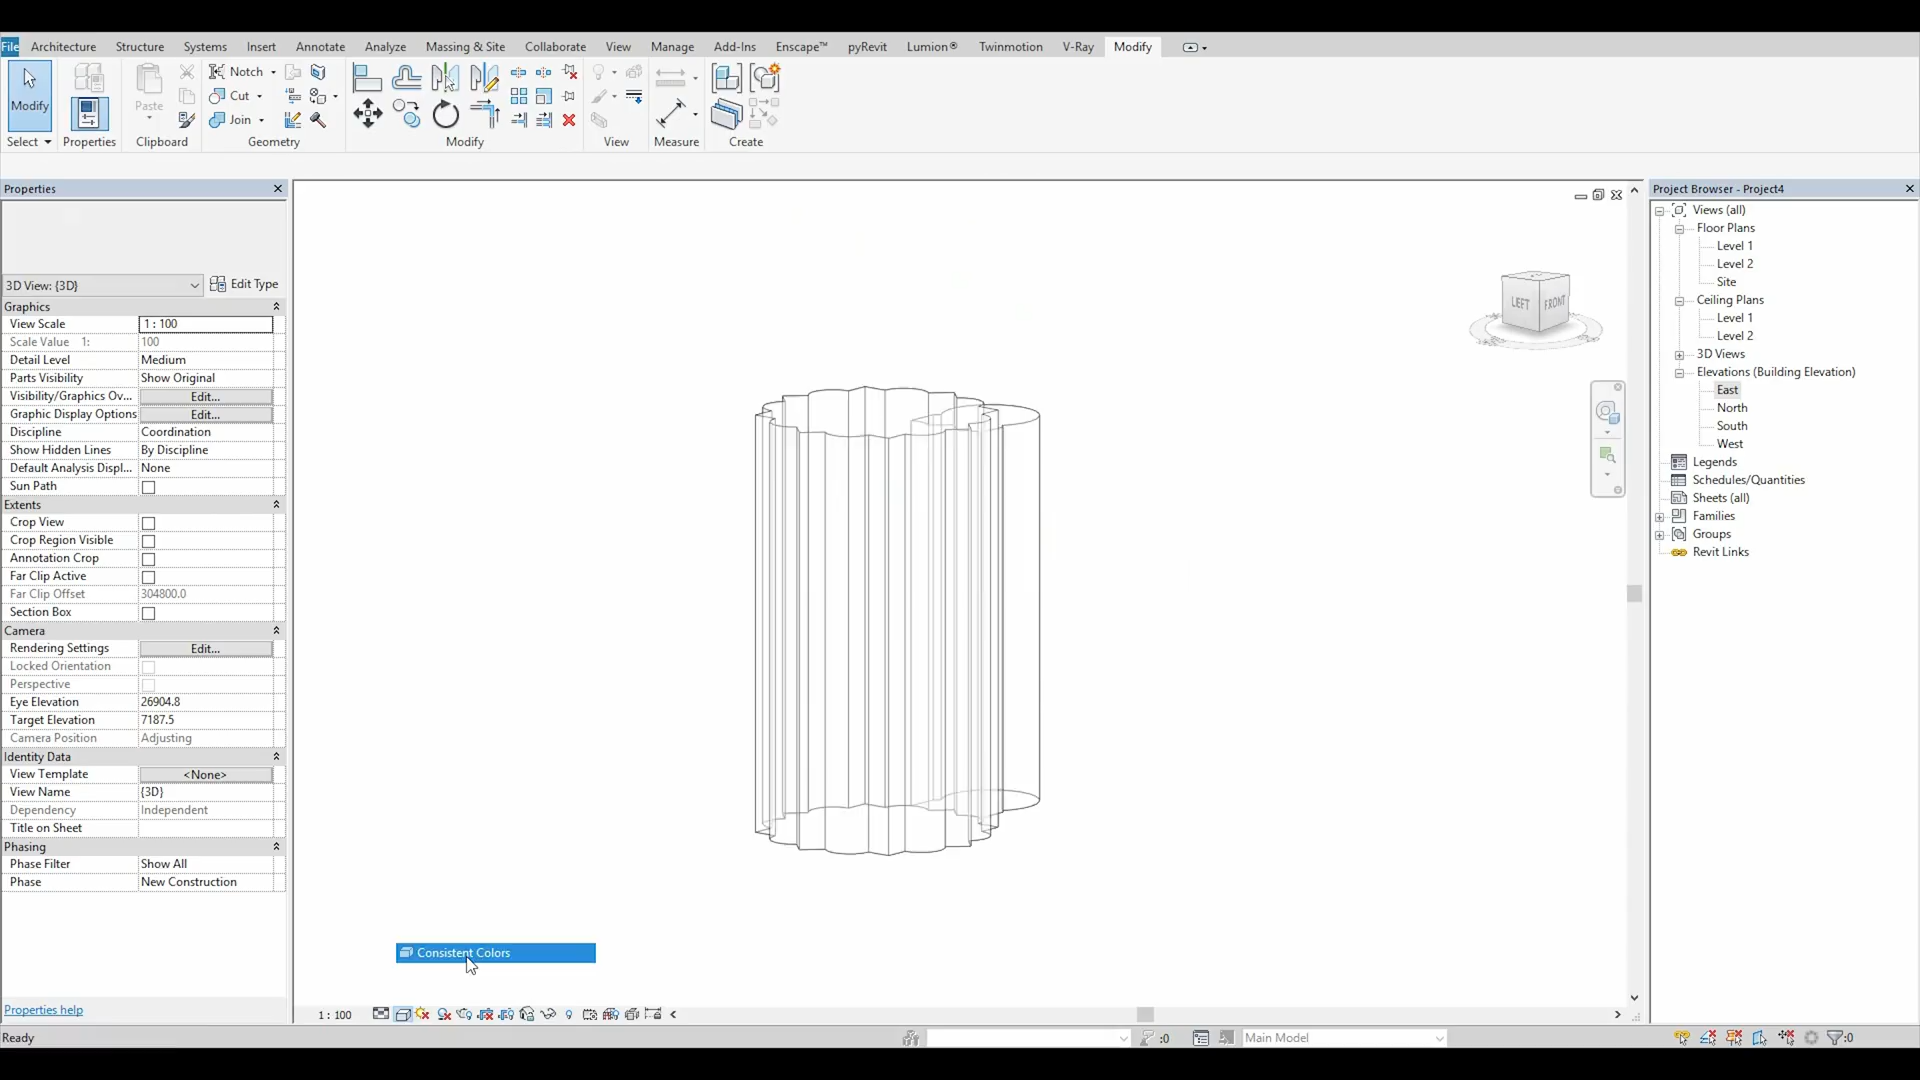 File Architecture Structure Systems Insert Annotate Analyze Massing & Site Collaborate View Manage Add-Ins Enscape™ pyRevit Lumion® Twinmotion V-Ray Modify
Modify
Paste
Notch
Cut
Join
Select Properties Clipboard Geometry Modify View Measure Create
Properties
3D View: {3D} Edit Type
Graphics
View Scale 1 : 100
Scale Value 1: 100
Detail Level Medium
Parts Visibility Show Original
Visibility/Graphics Ov... Edit...
Graphic Display Options Edit...
Discipline Coordination
Show Hidden Lines By Discipline
Default Analysis Displ... None
Sun Path
Extents
Crop View
Crop Region Visible
Annotation Crop
Far Clip Active
Far Clip Offset 304800.0
Section Box
Camera
Rendering Settings Edit...
Locked Orientation
Perspective
Eye Elevation 26904.8
Target Elevation 7187.5
Camera Position Adjusting
Identity Data
View Template <None>
View Name {3D}
Dependency Independent
Title on Sheet
Phasing
Phase Filter Show All
Phase New Construction
Properties help
LEFT FRONT
Consistent Colors
1 : 100
Project Browser - Project4
Views (all)
Floor Plans
Level 1
Level 2
Site
Ceiling Plans
Level 1
Level 2
3D Views
Elevations (Building Elevation)
East
North
South
West
Legends
Schedules/Quantities
Sheets (all)
Families
Groups
Revit Links
Ready :0 Main Model :0